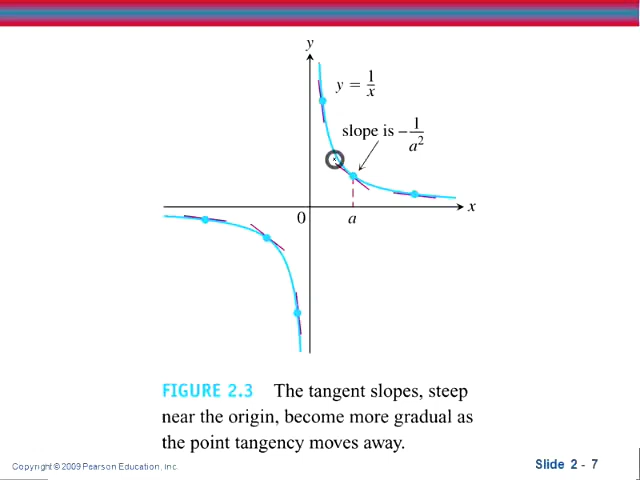 y
y = 1/x
slope is –1/a²
x
0
a
FIGURE 2.3 The tangent slopes, steep
near the origin, become more gradual as
the point tangency moves away.
Copyright © 2009 Pearson Education, Inc.
Slide 2 - 7